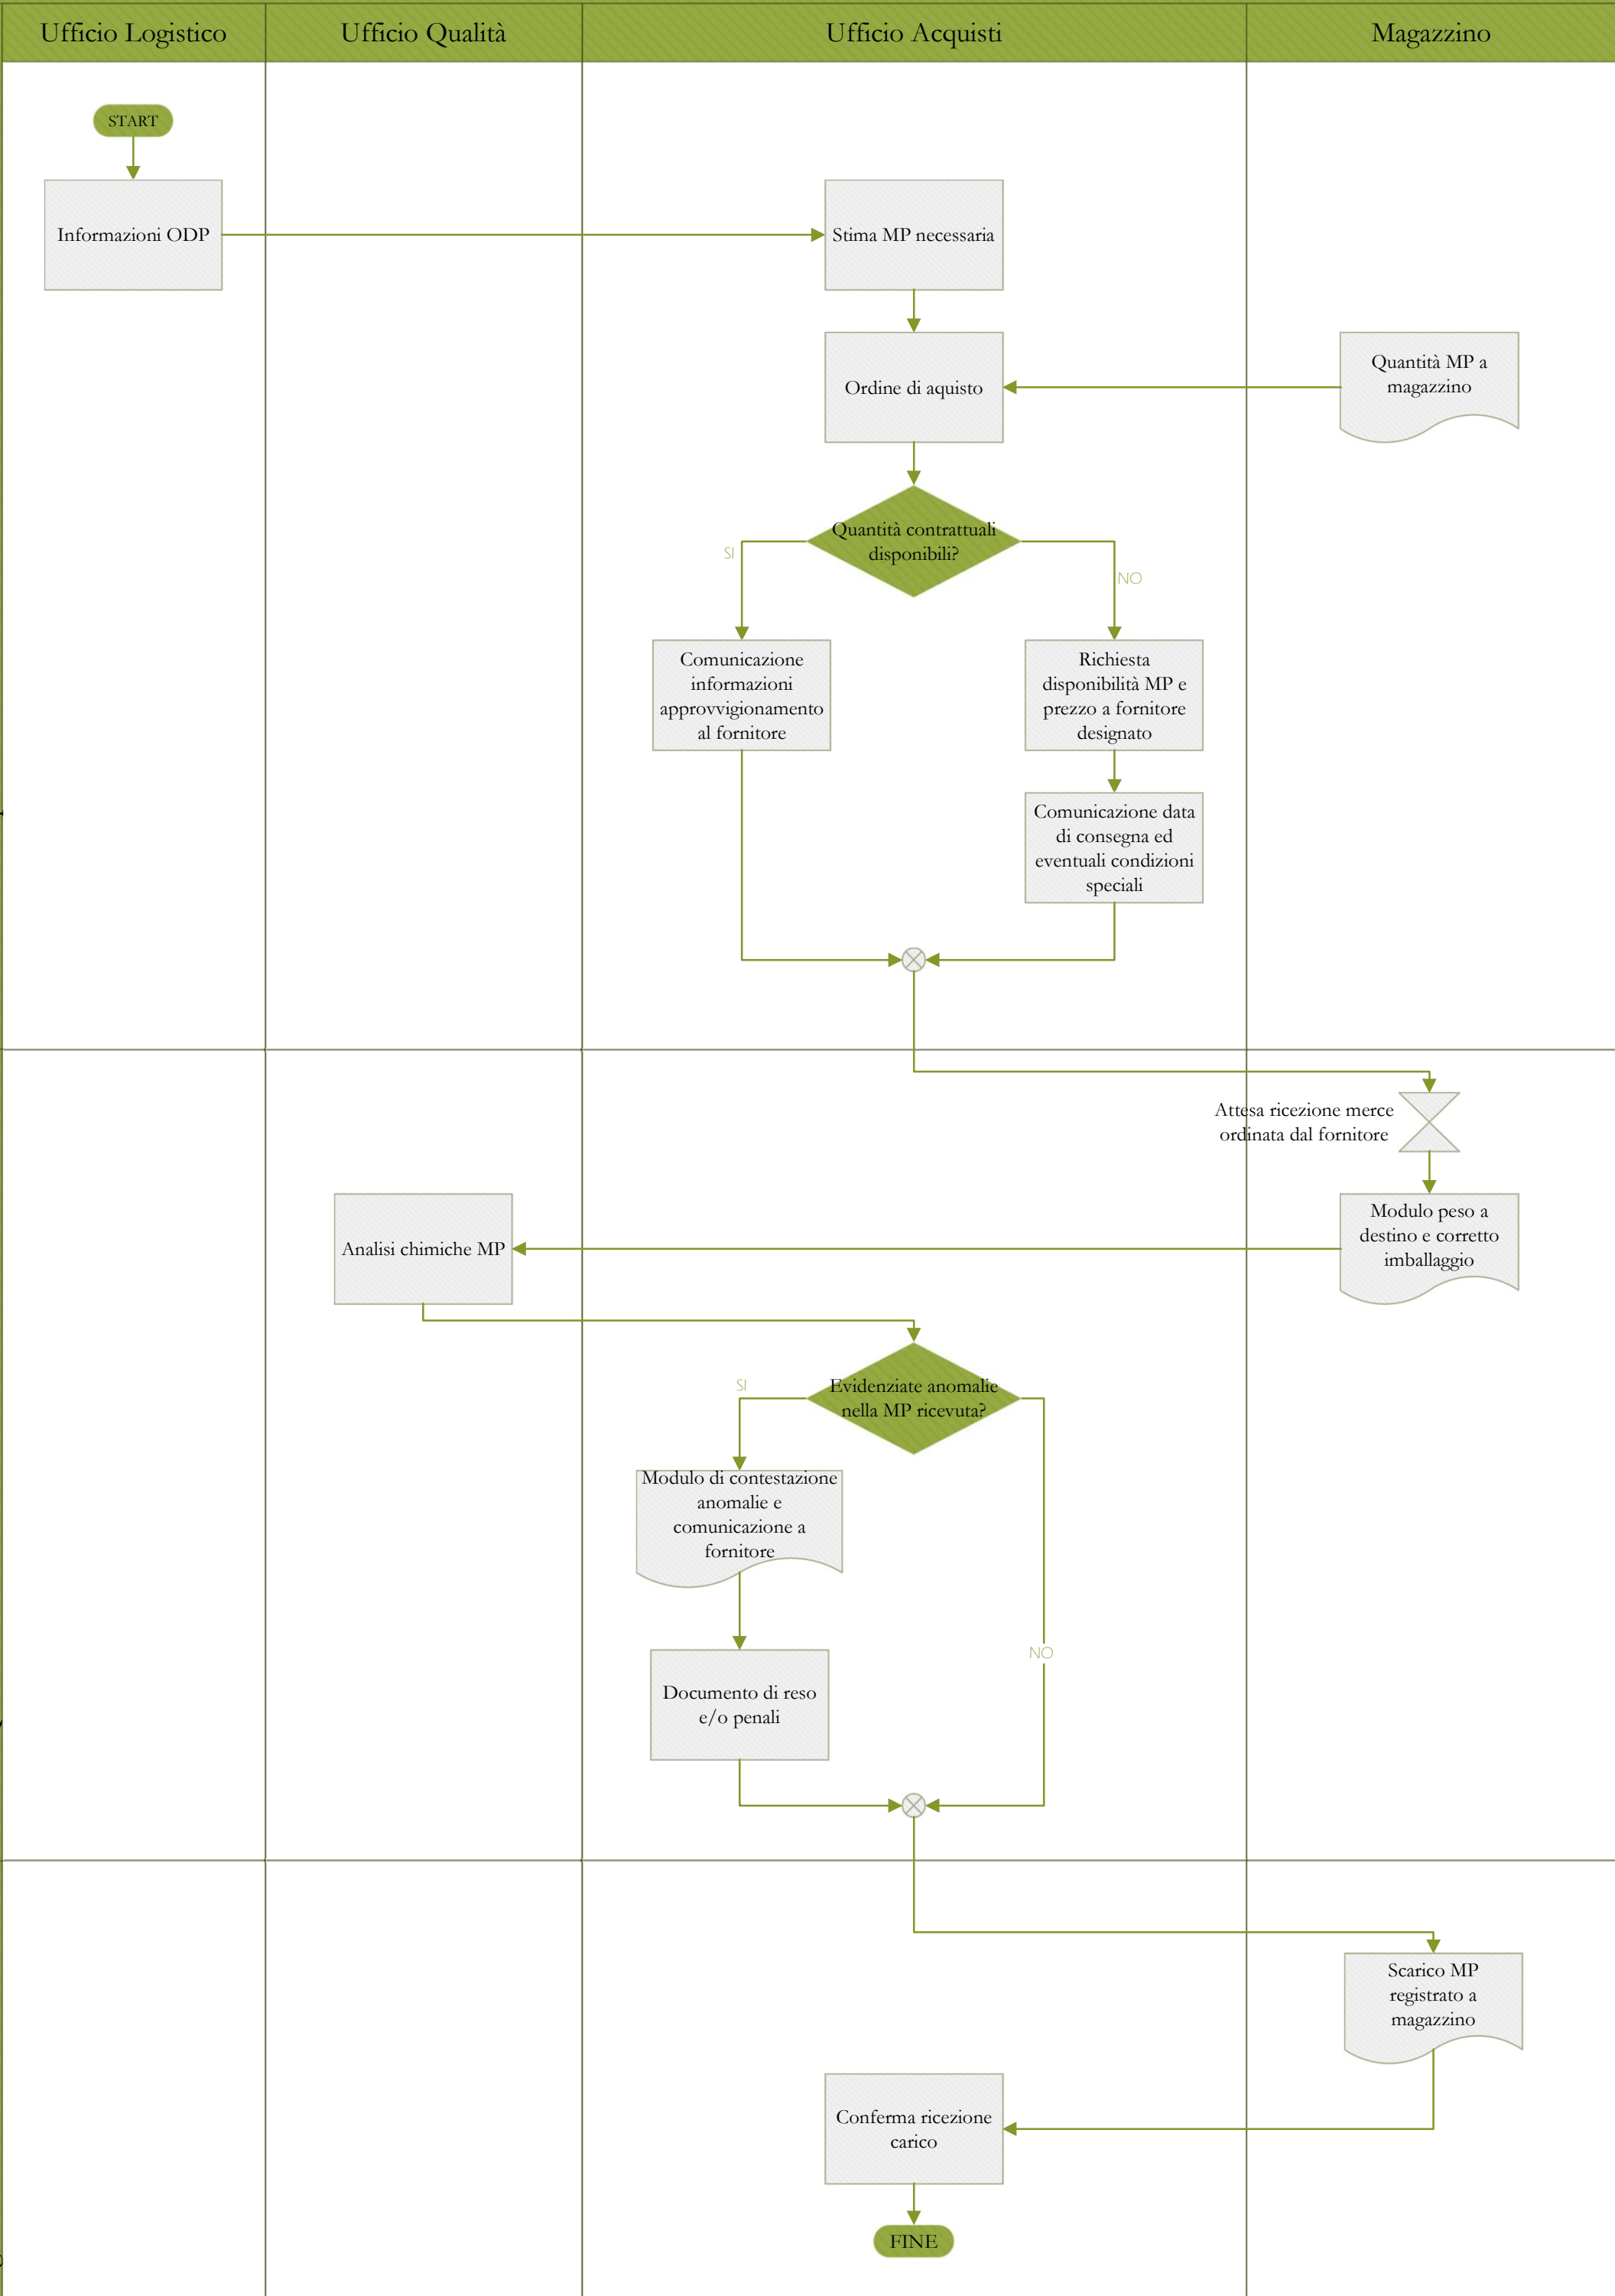 Ufficio Logistico
Ufficio Qualità
Ufficio Acquisti
Magazzino
START
Informazioni ODP
Stima MP necessaria
Ordine di aquisto
Quantità MP a
magazzino
Quantità contrattuali
disponibili?
SI
NO
Comunicazione
informazioni
approvvigionamento
al fornitore
Richiesta
disponibilità MP e
prezzo a fornitore
designato
Comunicazione data
di consegna ed
eventuali condizioni
speciali
Attesa ricezione merce
ordinata dal fornitore
Modulo peso a
destino e corretto
imballaggio
Analisi chimiche MP
Evidenziate anomalie
nella MP ricevuta?
SI
Modulo di contestazione
anomalie e
comunicazione a
fornitore
NO
Documento di reso
e/o penali
Scarico MP
registrato a
magazzino
Conferma ricezione
carico
FINE